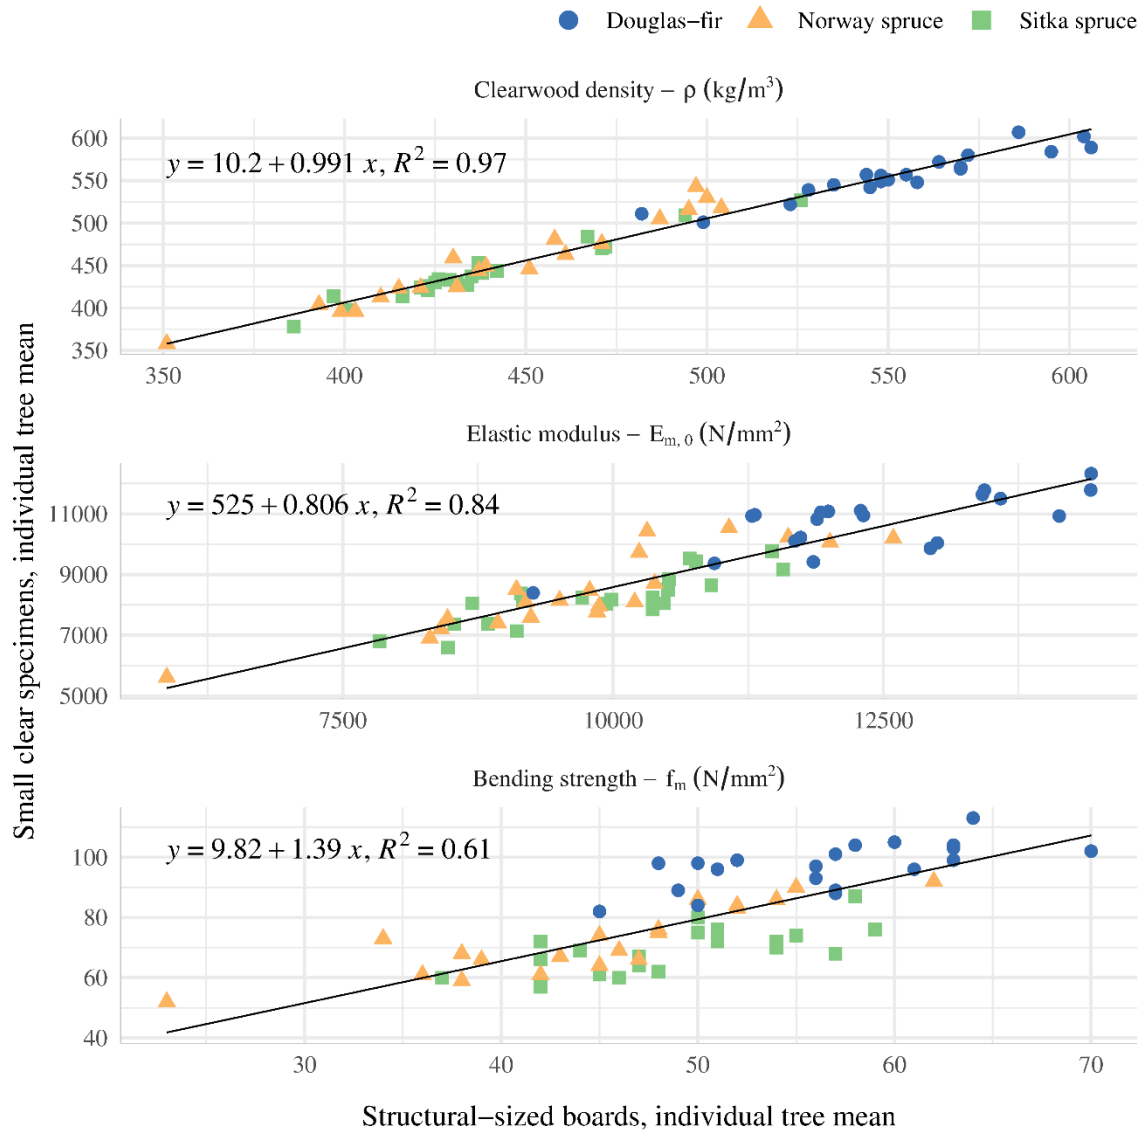 Douglas−fir Norway spruce Sitka spruce
Clearwood density − ρ (kg/m³)
y = 10.2 + 0.991 x, R² = 0.97
600
550
500
450
400
350
350 400 450 500 550 600
Elastic modulus − Eₘ, ₀ (N/mm²)
y = 525 + 0.806 x, R² = 0.84
11000
9000
7000
5000
7500 10000 12500
Bending strength − fₘ (N/mm²)
y = 9.82 + 1.39 x, R² = 0.61
100
80
60
40
30 40 50 60 70
Small clear specimens, individual tree mean
Structural−sized boards, individual tree mean